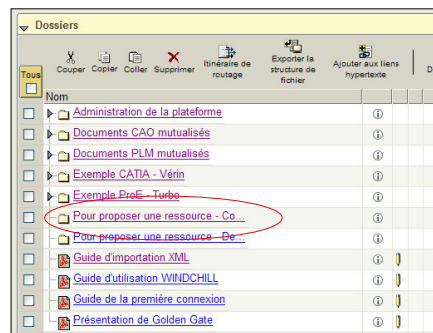 Dossiers
Tous
Couper
Copier
Coller
Supprimer
Itinéraire de
routage
Exporter la
structure de
fichier
Ajouter aux liens
hypertexte
D
Nom
Administration de la plateforme
Documents CAO mutualisés
Documents PLM mutualisés
Exemple CATIA - Vérin
Exemple ProE - Turbo
Pour proposer une ressource - Co...
Pour proposer une ressource - De...
Guide d'importation XML
Guide d'utilisation WINDCHILL
Guide de la première connexion
Présentation de Golden Gate